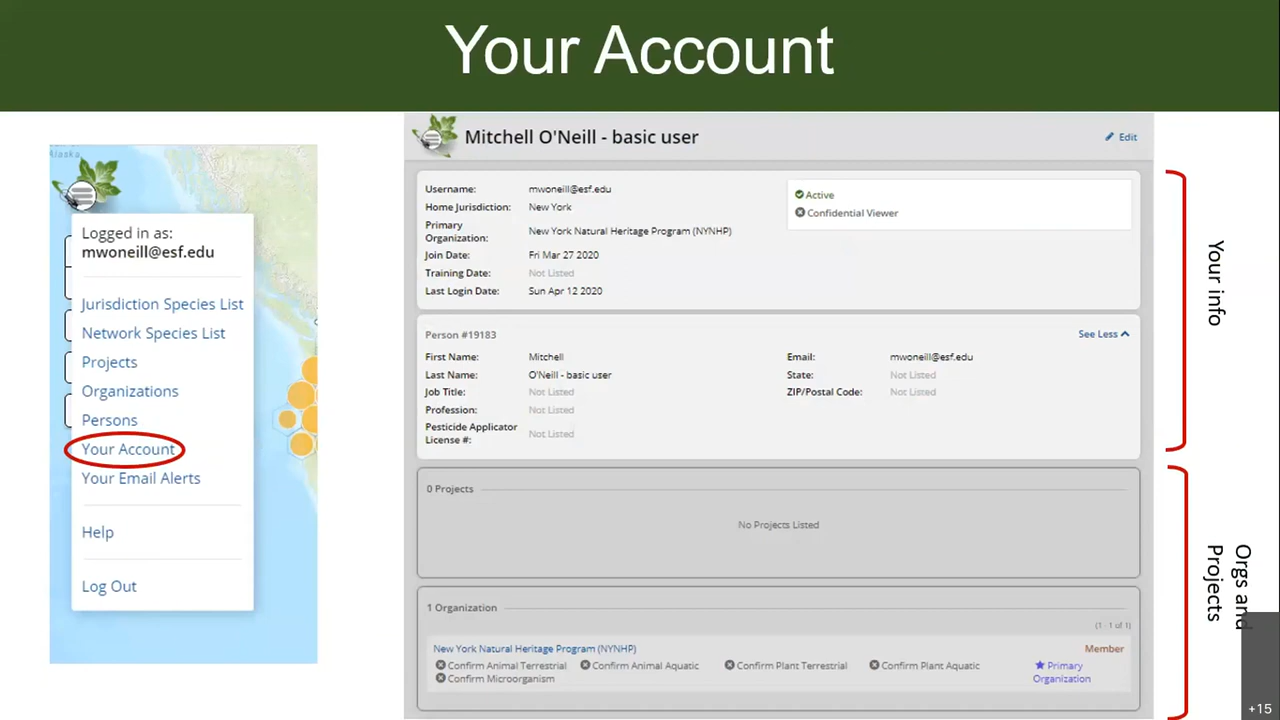 Your Account
Alaska
Logged in as:
mwoneill@esf.edu
Jurisdiction Species List
Network Species List
Projects
Organizations
Persons
Your Account
Your Email Alerts
Help
Log Out
Mitchell O'Neill - basic user
Edit
Username: mwoneill@esf.edu
Home Jurisdiction: New York
Primary
Organization: New York Natural Heritage Program (NYNHP)
Join Date: Fri Mar 27 2020
Training Date: Not Listed
Last Login Date: Sun Apr 12 2020
Active
Confidential Viewer
Person #19183
See Less
First Name: Mitchell
Last Name: O'Neill - basic user
Job Title: Not Listed
Profession: Not Listed
Pesticide Applicator
License #: Not Listed
Email: mwoneill@esf.edu
State: Not Listed
ZIP/Postal Code: Not Listed
0 Projects
No Projects Listed
1 Organization
(1 - 1 of 1)
New York Natural Heritage Program (NYNHP)
Member
Confirm Animal Terrestrial Confirm Animal Aquatic Confirm Plant Terrestrial Confirm Plant Aquatic
Confirm Microorganism
Primary
Organization
Your info
Orgs and
Projects
+15